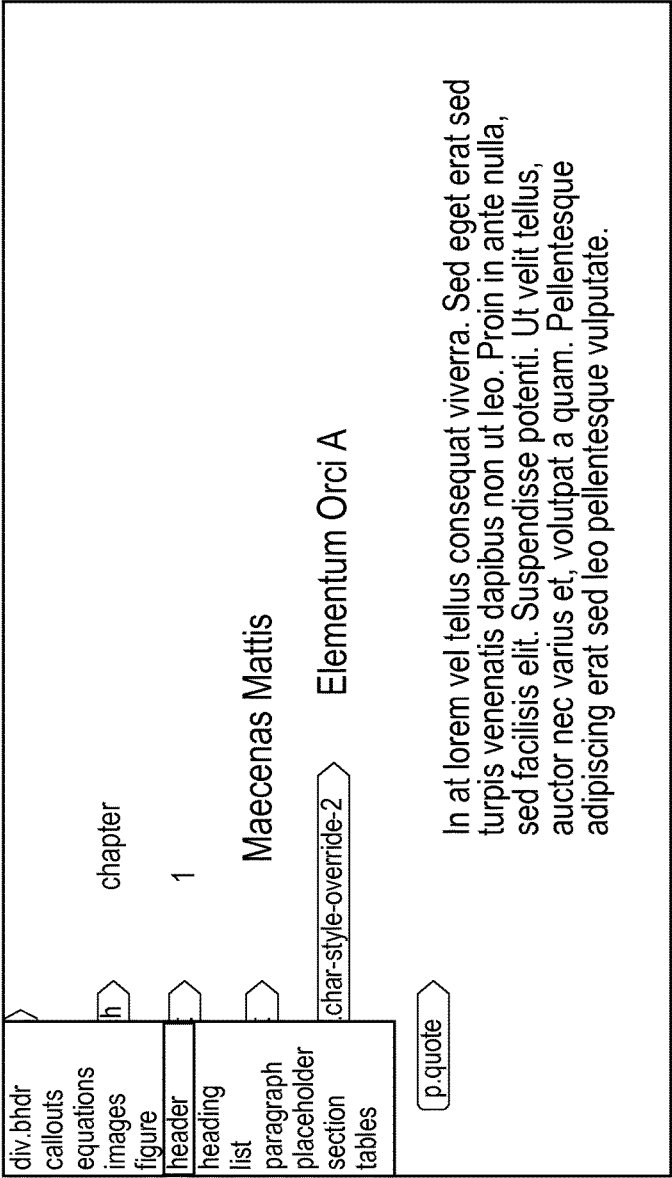 div.bhdr
callouts
equations
images
figure
header
heading
list
paragraph
placeholder
section
tables
h
chapter
:
1
:
Maecenas Mattis
.char-style-override-2
Elementum Orci A
p.quote
In at lorem vel tellus consequat viverra. Sed eget erat sed
turpis venenatis dapibus non ut leo. Proin in ante nulla,
sed facilisis elit. Suspendisse potenti. Ut velit tellus,
auctor nec varius et, volutpat a quam. Pellentesque
adipiscing erat sed leo pellentesque vulputate.